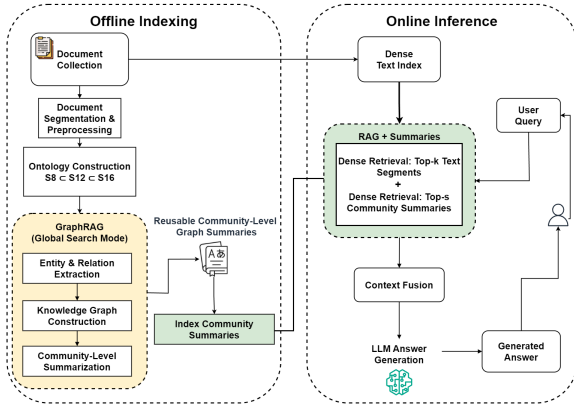 Offline Indexing
Document
Collection
Document
Segmentation &
Preprocessing
Ontology Construction
S8 ⊂ S12 ⊂ S16
GraphRAG
(Global Search Mode)
Entity & Relation
Extraction
Knowledge Graph
Construction
Community-Level
Summarization
Reusable Community-Level
Graph Summaries
Aあ
Index Community
Summaries
Online Inference
Dense
Text Index
User
Query
RAG + Summaries
Dense Retrieval: Top-k Text
Segments
+
Dense Retrieval: Top-s
Community Summaries
Context Fusion
LLM Answer
Generation
Generated
Answer